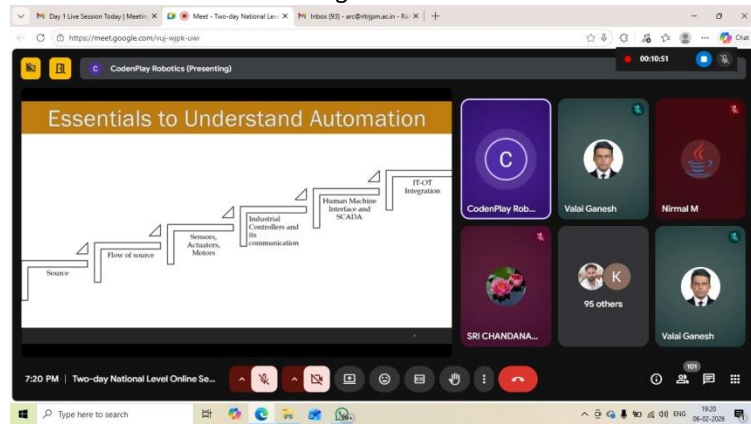 Day 1 Live Session Today | Meetin
Meet - Two-day National Lev
Inbox (93) - arc@ritrjpm.ac.in - Ra
https://meet.google.com/vuj-wjpk-uwi
Chat
CodenPlay Robotics (Presenting)
00:10:51
Essentials to Understand Automation
Source
Flow of source
Sensors,
Actuators,
Motors
Industrial
Controllers and
its
communication
Human Machine
Interface and
SCADA
IT-OT
Integration
C
CodenPlay Rob...
Valai Ganesh
Nirmal M
SRI CHANDANA...
K
95 others
Valai Ganesh
7:20 PM | Two-day National Level Online Se...
101
Type here to search
99+
ENG
19:20
06-02-2026